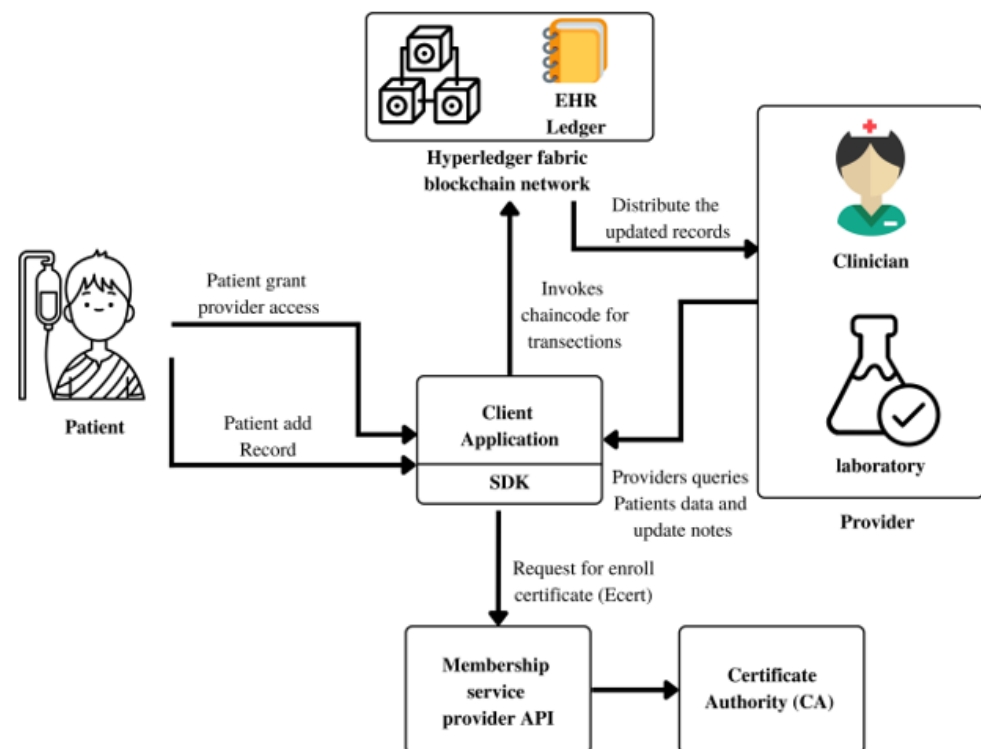 EHR
Ledger
Hyperledger fabric
blockchain network
Distribute the
updated records
Clinician
Patient grant
provider access
Invokes
chaincode for
transections
Patient
Patient add
Record
Client
Application
SDK
laboratory
Providers queries
Patients data and
update notes
Provider
Request for enroll
certificate (Ecert)
Membership
service
provider API
Certificate
Authority (CA)